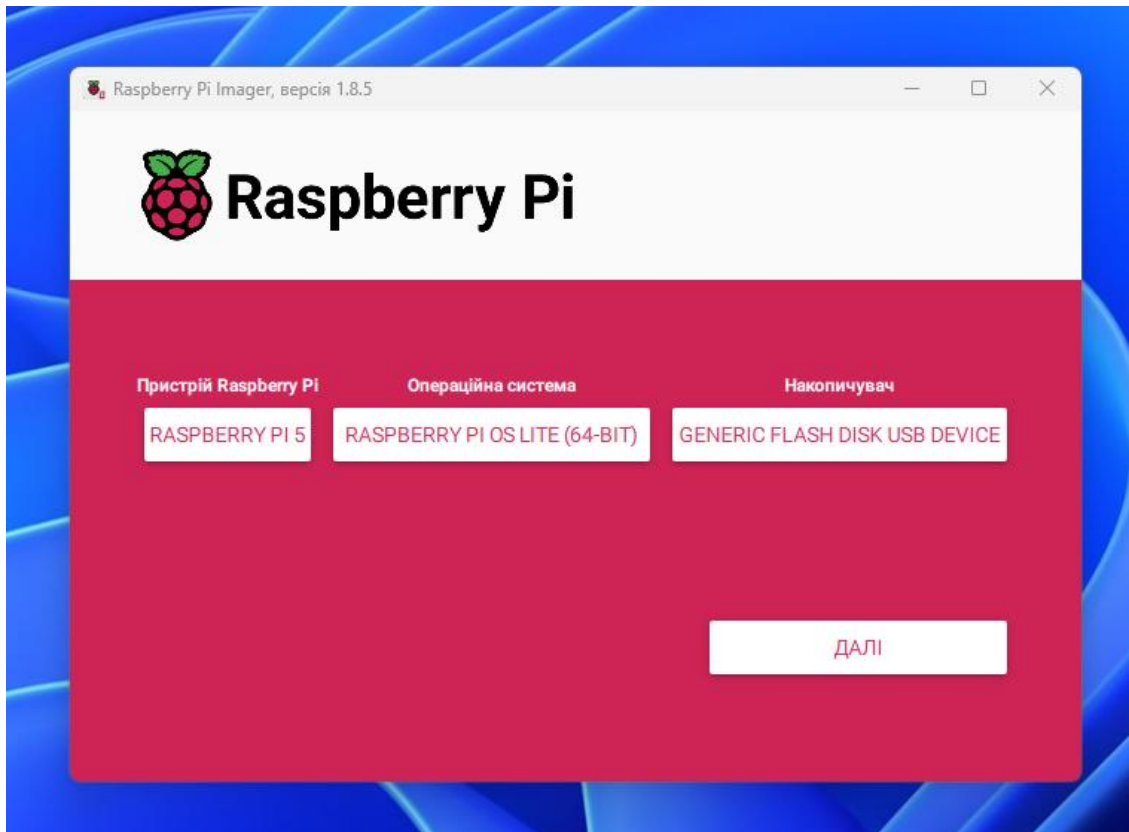 Raspberry Pi Imager, версія 1.8.5
Raspberry Pi
Пристрій Raspberry Pi Операційна система Накопичувач
RASPBERRY PI 5 RASPBERRY PI OS LITE (64-BIT) GENERIC FLASH DISK USB DEVICE
ДАЛІ